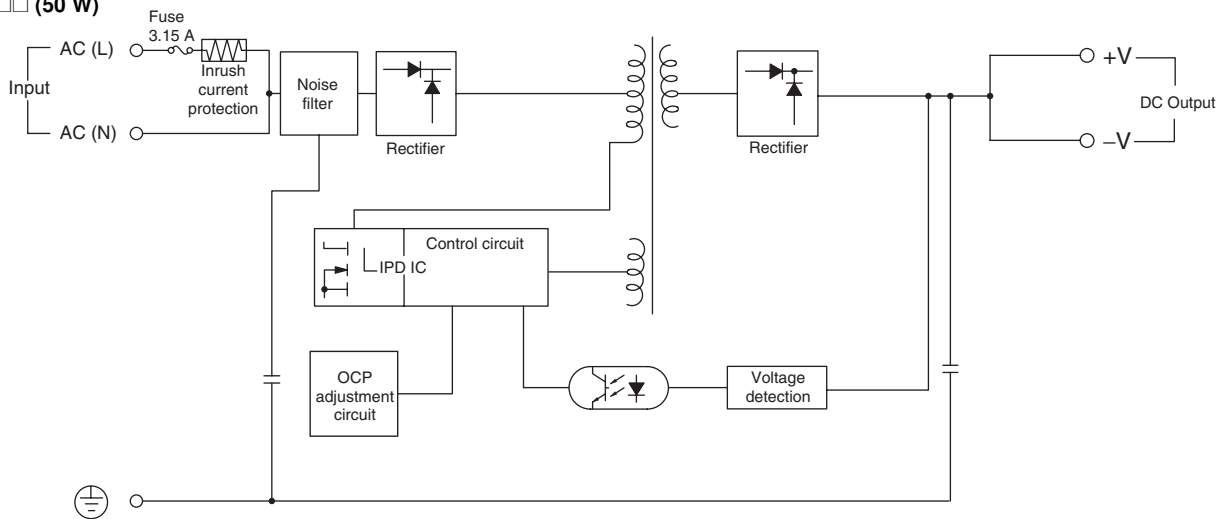 (50 W)
Fuse
3.15 A
AC (L)
Input
AC (N)
Inrush
current
protection
Noise
filter
Rectifier
Rectifier
+V
DC Output
–V
Control circuit
IPD IC
OCP
adjustment
circuit
Voltage
detection